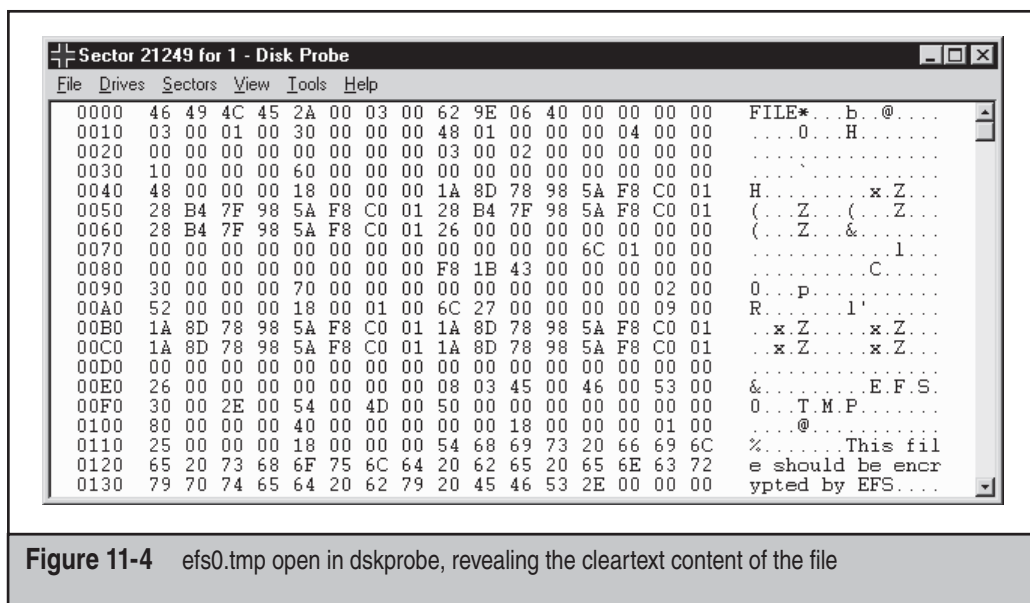 Sector 21249 for 1 - Disk Probe
File Drives Sectors View Tools Help
0000 46 49 4C 45 2A 00 03 00 62 9E 06 40 00 00 00 00 FILE*...b..@....
0010 03 00 01 00 30 00 00 00 48 01 00 00 00 04 00 00 ....0...H.......
0020 00 00 00 00 00 00 00 00 03 00 02 00 00 00 00 00 ................
0030 10 00 00 00 60 00 00 00 00 00 00 00 00 00 00 00 ....`...........
0040 48 00 00 00 18 00 00 00 1A 8D 78 98 5A F8 C0 01 H.........x.Z...
0050 28 B4 7F 98 5A F8 C0 01 28 B4 7F 98 5A F8 C0 01 (...Z...(...Z...
0060 28 B4 7F 98 5A F8 C0 01 26 00 00 00 00 00 00 00 (...Z...&.......
0070 00 00 00 00 00 00 00 00 00 00 00 00 6C 01 00 00 ............l...
0080 00 00 00 00 00 00 00 00 F8 1B 43 00 00 00 00 00 ..........C.....
0090 30 00 00 00 70 00 00 00 00 00 00 00 00 00 02 00 0...p...........
00A0 52 00 00 00 18 00 01 00 6C 27 00 00 00 00 09 00 R.......l'......
00B0 1A 8D 78 98 5A F8 C0 01 1A 8D 78 98 5A F8 C0 01 ..x.Z.....x.Z...
00C0 1A 8D 78 98 5A F8 C0 01 1A 8D 78 98 5A F8 C0 01 ..x.Z.....x.Z...
00D0 00 00 00 00 00 00 00 00 00 00 00 00 00 00 00 00 ................
00E0 26 00 00 00 00 00 00 00 08 03 45 00 46 00 53 00 &.........E.F.S.
00F0 30 00 2E 00 54 00 4D 00 50 00 00 00 00 00 00 00 0...T.M.P.......
0100 80 00 00 00 40 00 00 00 00 00 18 00 00 00 01 00 ....@...........
0110 25 00 00 00 18 00 00 00 54 68 69 73 20 66 69 6C %.......This fil
0120 65 20 73 68 6F 75 6C 64 20 62 65 20 65 6E 63 72 e should be encr
0130 79 70 74 65 64 20 62 79 20 45 46 53 2E 00 00 00 ypted by EFS....
Figure 11-4 efs0.tmp open in dskprobe, revealing the cleartext content of the file